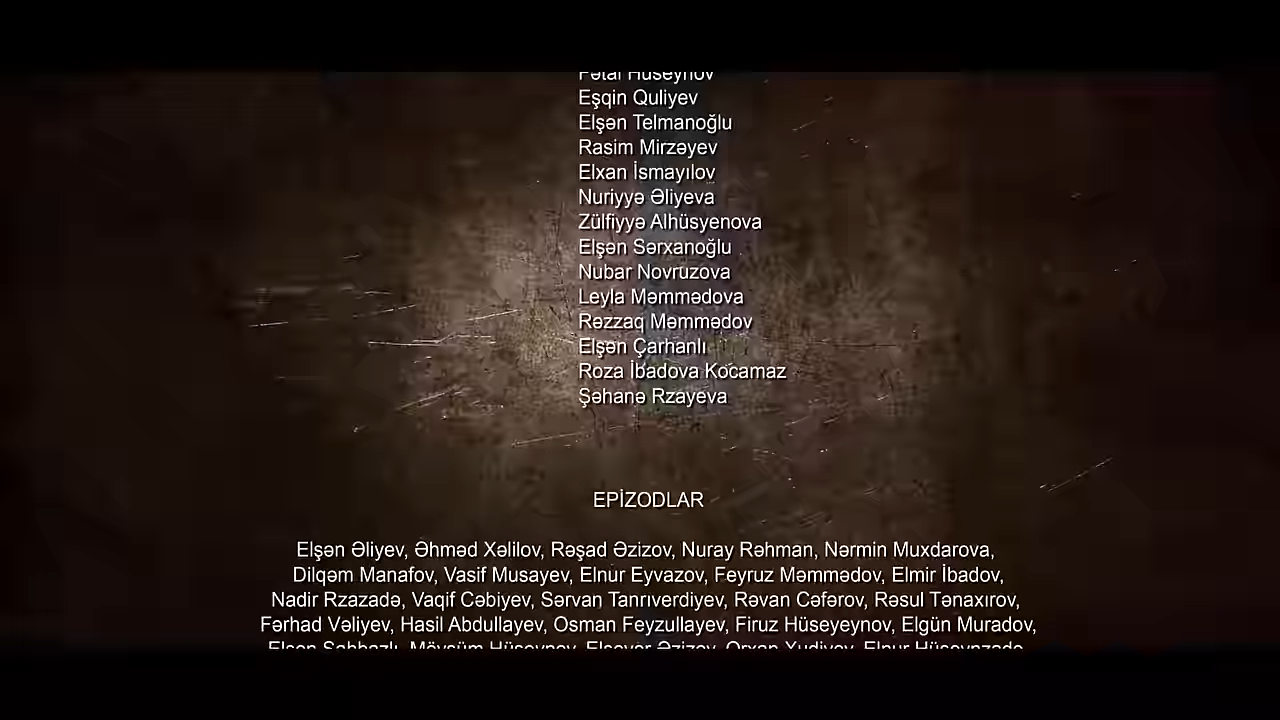 Eşqin Quliyev
Elşən Telmanoğlu
Rasim Mirzəyev
Elxan İsmayılov
Nuriyyə Əliyeva
Zülfiyyə Alhüsyenova
Elşən Sərxanoğlu
Nubar Novruzova
Leyla Məmmədova
Rəzzaq Məmmədov
Elşən Çarhanlı
Roza İbadova Kocamaz
Şəhanə Rzayeva
EPİZODLAR
Elşən Əliyev, Əhməd Xəlilov, Rəşad Əzizov, Nuray Rəhman, Nərmin Muxdarova,
Dilqəm Manafov, Vasif Musayev, Elnur Eyvazov, Feyruz Məmmədov, Elmir İbadov,
Nadir Rzazadə, Vaqif Cəbiyev, Sərvan Tanrıverdiyev, Rəvan Cəfərov, Rəsul Tənaxırov,
Fərhad Vəliyev, Hasil Abdullayev, Osman Feyzullayev, Firuz Hüseyeynov, Elgün Muradov,